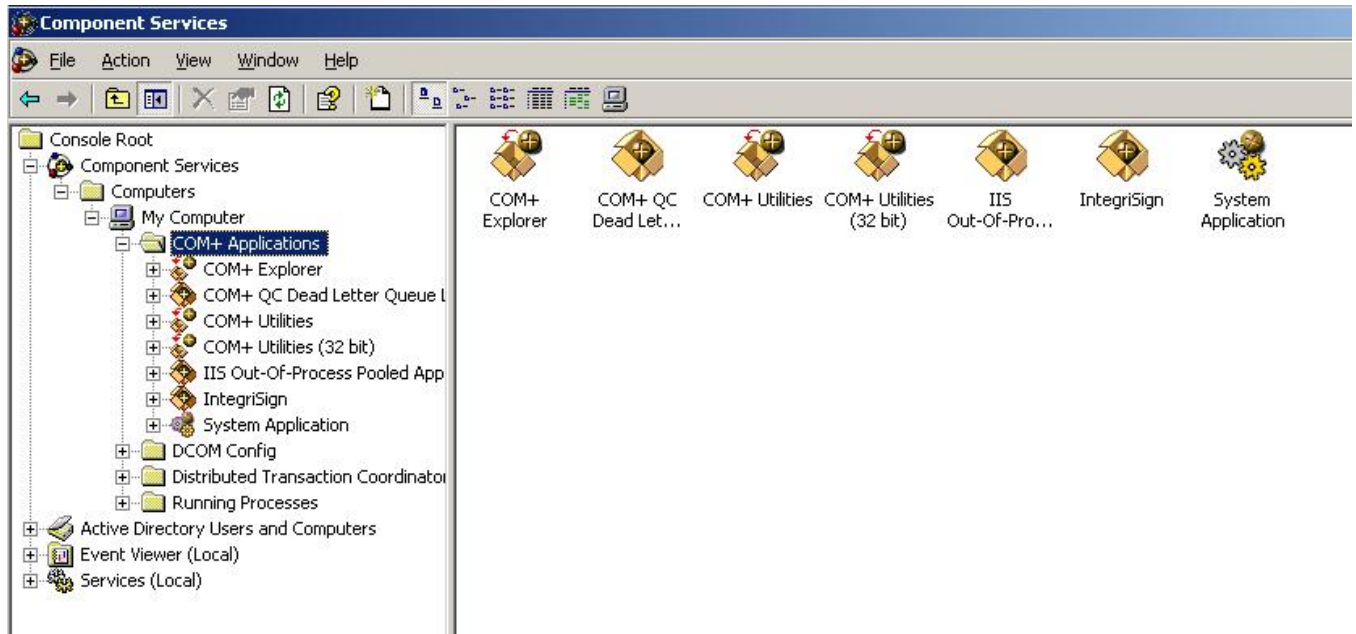 Component Services
File Action View Window Help
Console Root
Component Services
Computers
My Computer
COM+ Applications
COM+ Explorer
COM+ QC Dead Letter Queue L
COM+ Utilities
COM+ Utilities (32 bit)
IIS Out-Of-Process Pooled App
IntegriSign
System Application
DCOM Config
Distributed Transaction Coordinator
Running Processes
Active Directory Users and Computers
Event Viewer (Local)
Services (Local)
COM+ Explorer
COM+ QC Dead Let...
COM+ Utilities
COM+ Utilities (32 bit)
IIS Out-Of-Pro...
IntegriSign
System Application